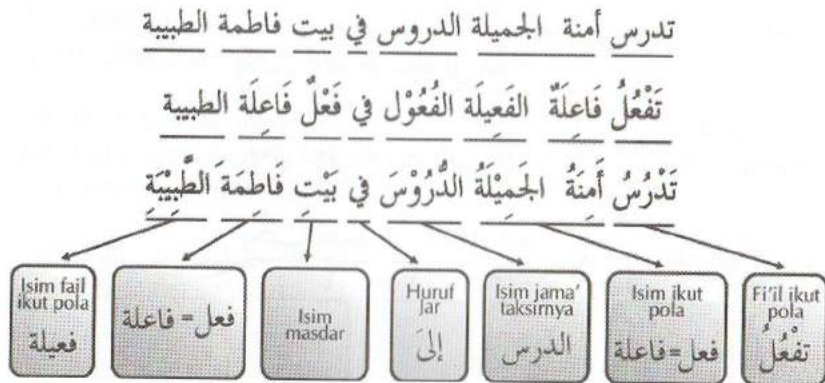 تدرس أمنة الجميلة الدروس في بيت فاطمة الطبيبة
تَفْعُلُ فَاعِلَةٌ الفَعِيلَة الفُعُوْل في فَعْلٌ فَاعِلَة الطبيبة
تَدْرُسُ أَمِنَةُ الجَمِيْلَةُ الدُّرُوْسَ في بَيْتِ فَاطِمَةَ الطَّبِيْبَةِ
Isim fail
ikut pola
فعيلة
فعل = فاعلة
Isim
masdar
Huruf
Jar
إلىَ
Isim jama'
taksirnya
الدرس
Isim ikut
pola
فعل=فاعلة
Fi'il ikut
pola
تَفْعُلُ